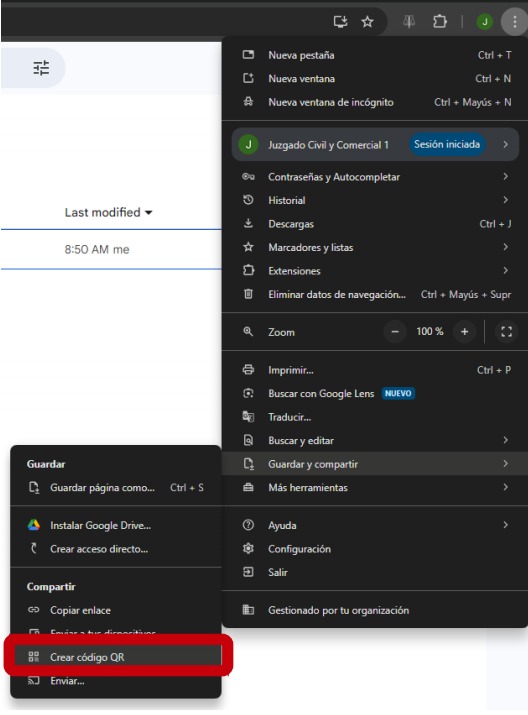 J
Nueva pestaña Ctrl + T
Nueva ventana Ctrl + N
Nueva ventana de incógnito Ctrl + Mayús + N
J Juzgado Civil y Comercial 1 Sesión iniciada
Contraseñas y Autocompletar
Historial
Descargas Ctrl + J
Marcadores y listas
Extensiones
Eliminar datos de navegación... Ctrl + Mayús + Supr
Zoom − 100 % +
Imprimir... Ctrl + P
Buscar con Google Lens NUEVO
Traducir...
Buscar y editar
Guardar y compartir
Más herramientas
Ayuda
Configuración
Salir
Gestionado por tu organización
Last modified
8:50 AM me
Guardar
Guardar página como... Ctrl + S
Instalar Google Drive...
Crear acceso directo...
Compartir
Copiar enlace
Enviar a tus dispositivos
Crear código QR
Enviar...